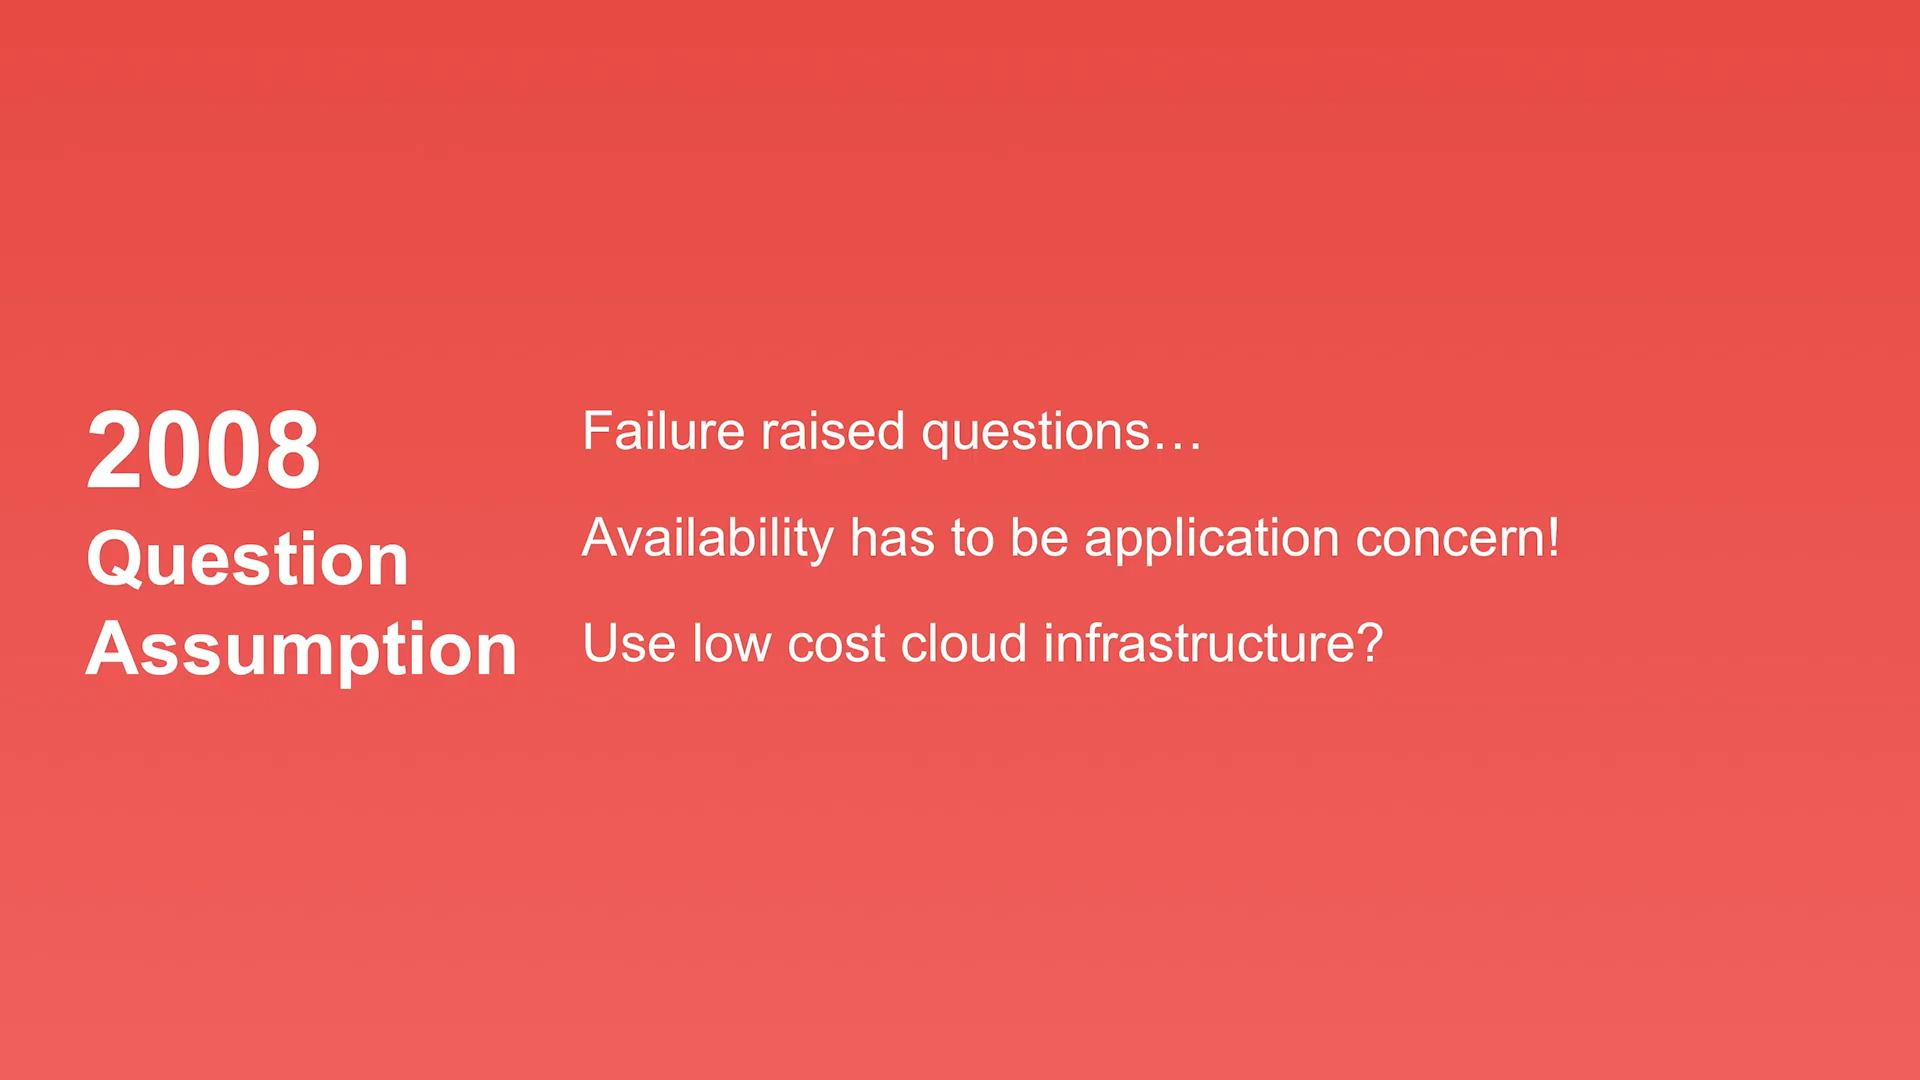 2008
Question
Assumption
Failure raised questions…
Availability has to be application concern!
Use low cost cloud infrastructure?